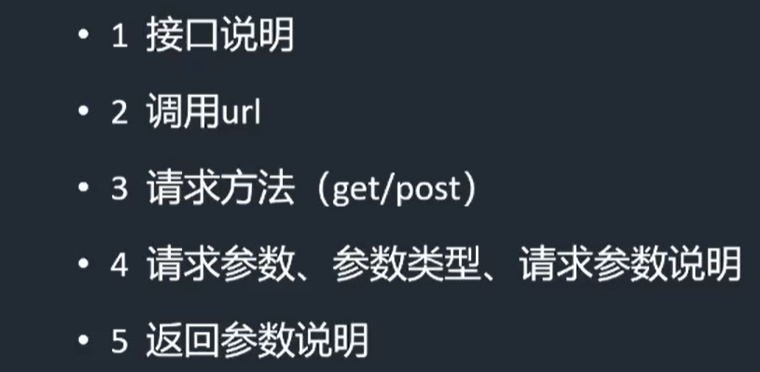 • 1 接口说明
• 2 调用url
• 3 请求方法（get/post）
• 4 请求参数、参数类型、请求参数说明
• 5 返回参数说明